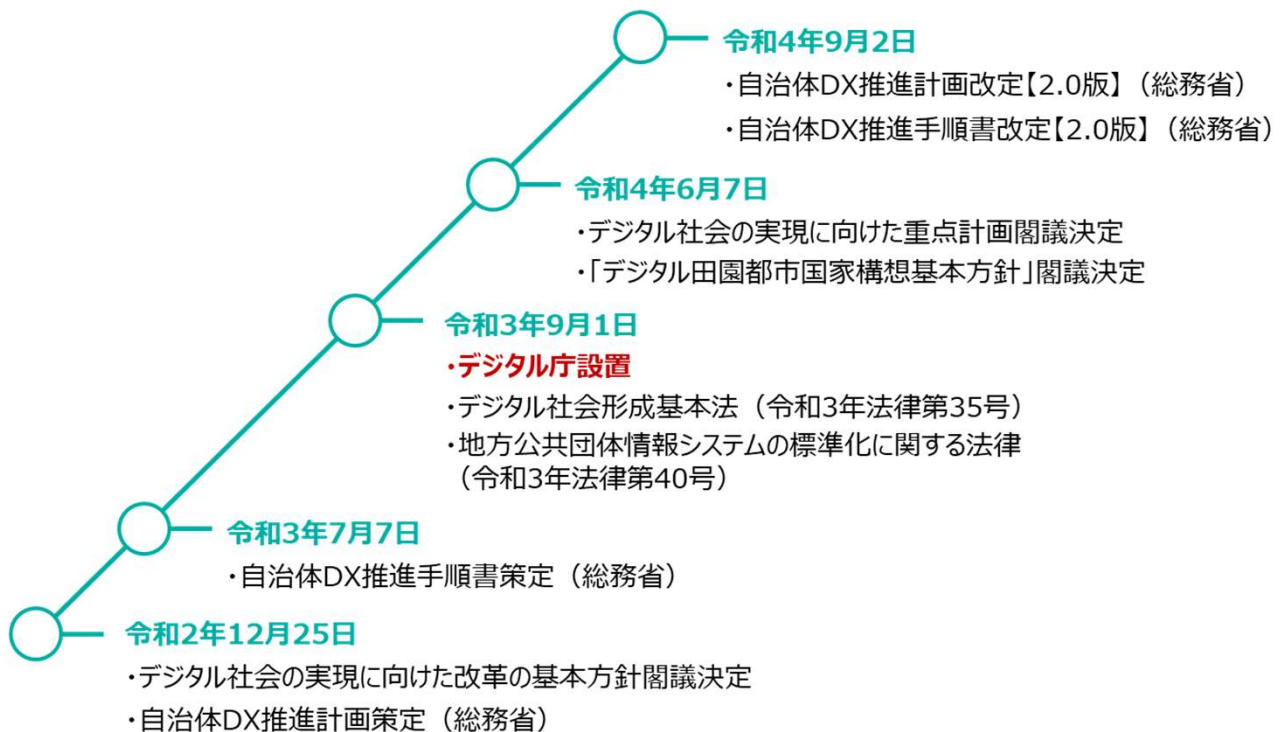 令和4年9月2日
・自治体DX推進計画改定【2.0版】（総務省）
・自治体DX推進手順書改定【2.0版】（総務省）
令和4年6月7日
・デジタル社会の実現に向けた重点計画閣議決定
・「デジタル田園都市国家構想基本方針」閣議決定
令和3年9月1日
・デジタル庁設置
・デジタル社会形成基本法（令和3年法律第35号）
・地方公共団体情報システムの標準化に関する法律
（令和3年法律第40号）
令和3年7月7日
・自治体DX推進手順書策定（総務省）
令和2年12月25日
・デジタル社会の実現に向けた改革の基本方針閣議決定
・自治体DX推進計画策定（総務省）